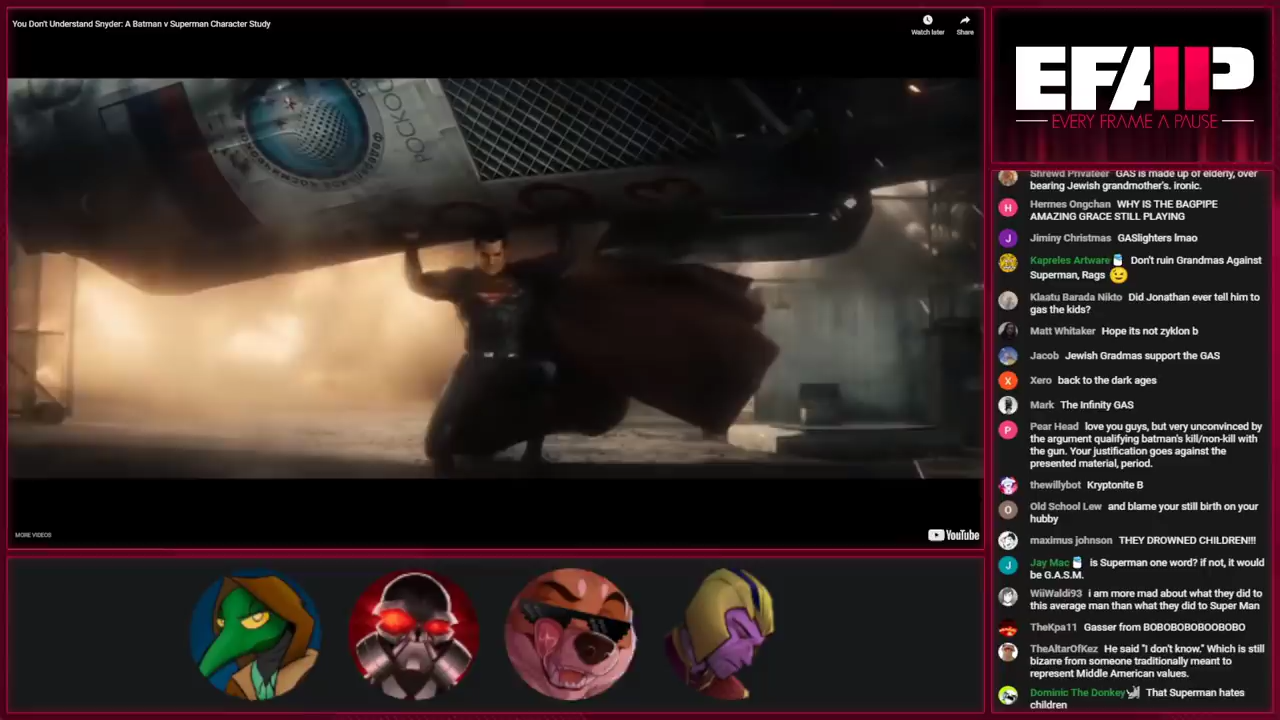 You Don't Understand Snyder: A Batman v Superman Character Study
Watch later
Share
РОСКОС
MORE VIDEOS
YouTube
EFAP
EVERY FRAME A PAUSE
Shrewd Privateer GAS is made up of elderly, over
bearing Jewish grandmother's. ironic.
Hermes Ongchan WHY IS THE BAGPIPE
AMAZING GRACE STILL PLAYING
Jiminy Christmas GASlighters lmao
Kapreles Artware Don't ruin Grandmas Against
Superman, Rags 😉
Klaatu Barada Nikto Did Jonathan ever tell him to
gas the kids?
Matt Whitaker Hope its not zyklon b
Jacob Jewish Gradmas support the GAS
Xero back to the dark ages
Mark The Infinity GAS
Pear Head love you guys, but very unconvinced by
the argument qualifying batman's kill/non-kill with
the gun. Your justification goes against the
presented material, period.
thewillybot Kryptonite B
Old School Lew and blame your still birth on your
hubby
maximus johnson THEY DROWNED CHILDREN!!!
Jay Mac is Superman one word? if not, it would
be G.A.S.M.
WiiWaldi93 i am more mad about what they did to
this average man than what they did to Super Man
TheKpa11 Gasser from BOBOBOBOBOOBOBO
TheAltarOfKez He said "I don't know." Which is still
bizarre from someone traditionally meant to
represent Middle American values.
Dominic The Donkey That Superman hates
children